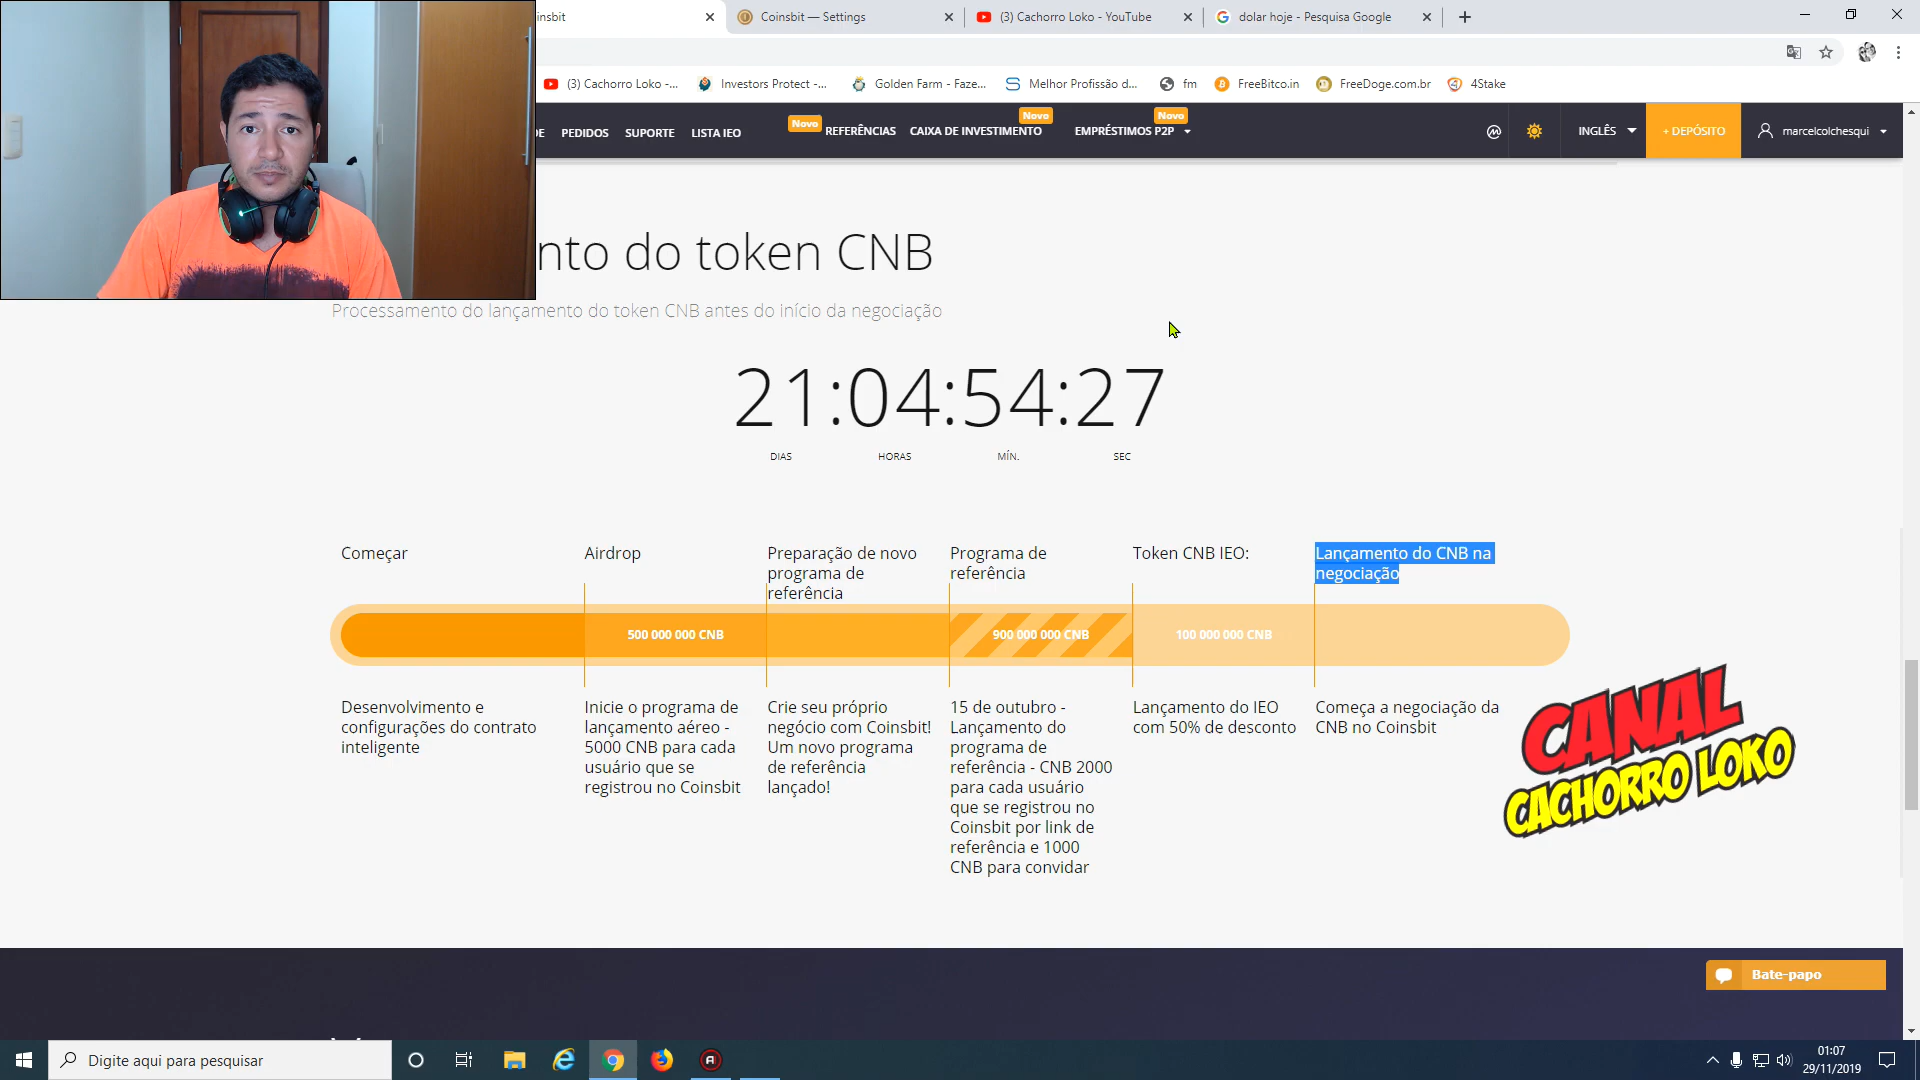 insbit
Coinsbit — Settings
(3) Cachorro Loko - YouTube
dolar hoje - Pesquisa Google
(3) Cachorro Loko -...
Investors Protect -...
Golden Farm - Faze...
Melhor Profissão d...
fm
FreeBitco.in
FreeDoge.com.br
4Stake
DE
PEDIDOS
SUPORTE
LISTA IEO
Novo
REFERÊNCIAS
Novo
CAIXA DE INVESTIMENTO
Novo
EMPRÉSTIMOS P2P
INGLÊS
+ DEPÓSITO
marcelcolchesqui
nto do token CNB
Processamento do lançamento do token CNB antes do início da negociação
21:04:54:27
DIAS
HORAS
MÍN.
SEC
Começar
Airdrop
Preparação de novo
programa de
referência
Programa de
referência
Token CNB IEO:
Lançamento do CNB na
negociação
500 000 000 CNB
900 000 000 CNB
100 000 000 CNB
Desenvolvimento e
configurações do contrato
inteligente
Inicie o programa de
lançamento aéreo -
5000 CNB para cada
usuário que se
registrou no Coinsbit
Crie seu próprio
negócio com Coinsbit!
Um novo programa
de referência
lançado!
15 de outubro -
Lançamento do
programa de
referência - CNB 2000
para cada usuário
que se registrou no
Coinsbit por link de
referência e 1000
CNB para convidar
Lançamento do IEO
com 50% de desconto
Começa a negociação da
CNB no Coinsbit
CANAL
CACHORRO LOKO
Bate-papo
Digite aqui para pesquisar
01:07
29/11/2019